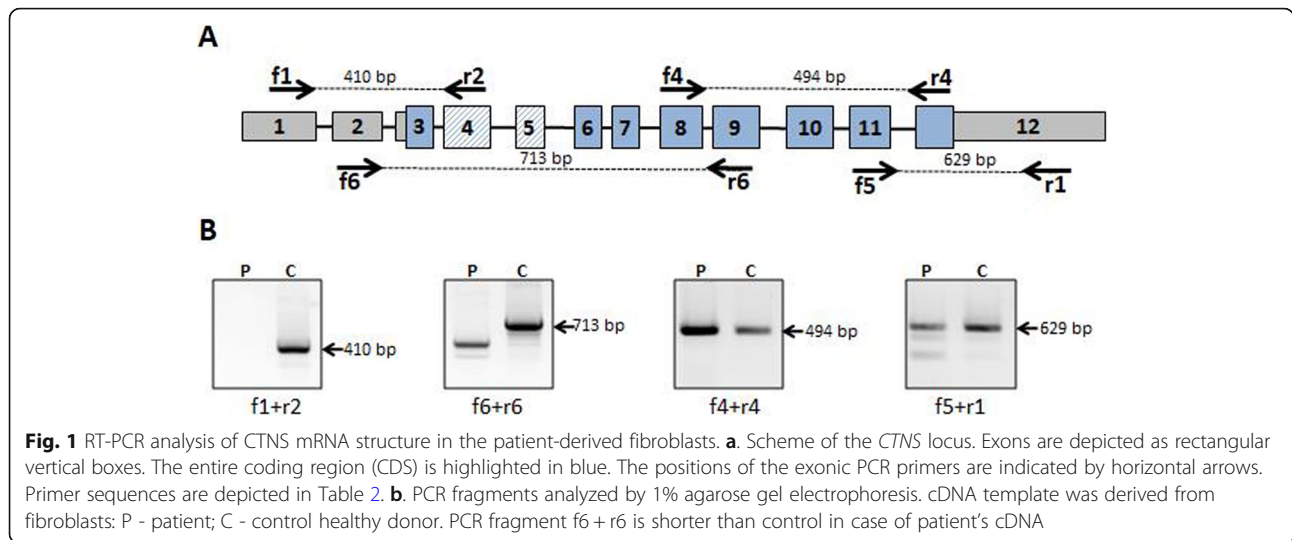 A
f1 410 bp r2 f4 494 bp r4
1 2 3 4 5 6 7 8 9 10 11 12
f6 713 bp r6 f5 629 bp r1
B
P C P C P C P C
410 bp 713 bp 494 bp 629 bp
f1+r2 f6+r6 f4+r4 f5+r1
Fig. 1 RT-PCR analysis of CTNS mRNA structure in the patient-derived fibroblasts. a. Scheme of the CTNS locus. Exons are depicted as rectangular
vertical boxes. The entire coding region (CDS) is highlighted in blue. The positions of the exonic PCR primers are indicated by horizontal arrows.
Primer sequences are depicted in Table 2. b. PCR fragments analyzed by 1% agarose gel electrophoresis. cDNA template was derived from
fibroblasts: P - patient; C - control healthy donor. PCR fragment f6 + r6 is shorter than control in case of patient’s cDNA